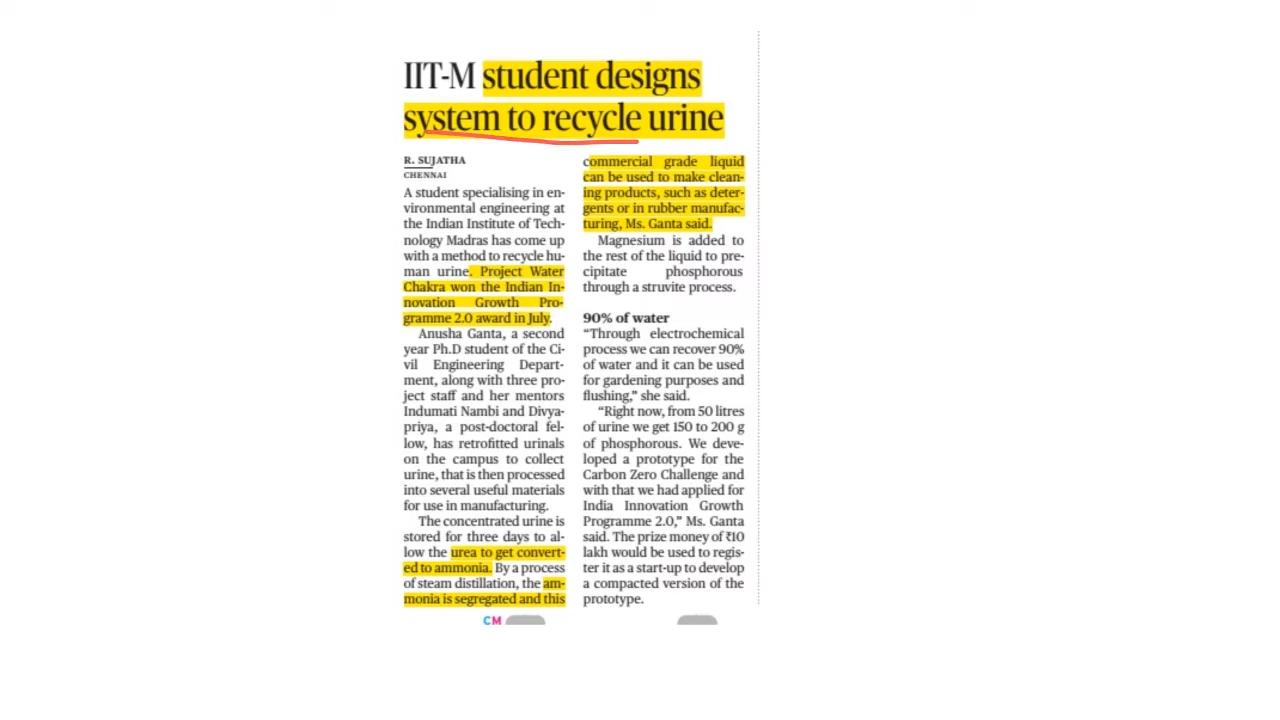 IIT-M student designs
system to recycle urine
R. SUJATHA
CHENNAI
A student specialising in en-
vironmental engineering at
the Indian Institute of Tech-
nology Madras has come up
with a method to recycle hu-
man urine. Project Water
Chakra won the Indian In-
novation Growth Pro-
gramme 2.0 award in July.
Anusha Ganta, a second
year Ph.D student of the Ci-
vil Engineering Depart-
ment, along with three pro-
ject staff and her mentors
Indumati Nambi and Divya-
priya, a post-doctoral fel-
low, has retrofitted urinals
on the campus to collect
urine, that is then processed
into several useful materials
for use in manufacturing.
The concentrated urine is
stored for three days to al-
low the urea to get convert-
ed to ammonia. By a process
of steam distillation, the am-
monia is segregated and this
commercial grade liquid
can be used to make clean-
ing products, such as deter-
gents or in rubber manufac-
turing, Ms. Ganta said.
Magnesium is added to
the rest of the liquid to pre-
cipitate phosphorous
through a struvite process.
90% of water
“Through electrochemical
process we can recover 90%
of water and it can be used
for gardening purposes and
flushing,” she said.
“Right now, from 50 litres
of urine we get 150 to 200 g
of phosphorous. We deve-
loped a prototype for the
Carbon Zero Challenge and
with that we had applied for
India Innovation Growth
Programme 2.0,” Ms. Ganta
said. The prize money of ₹10
lakh would be used to regis-
ter it as a start-up to develop
a compacted version of the
prototype.
CM